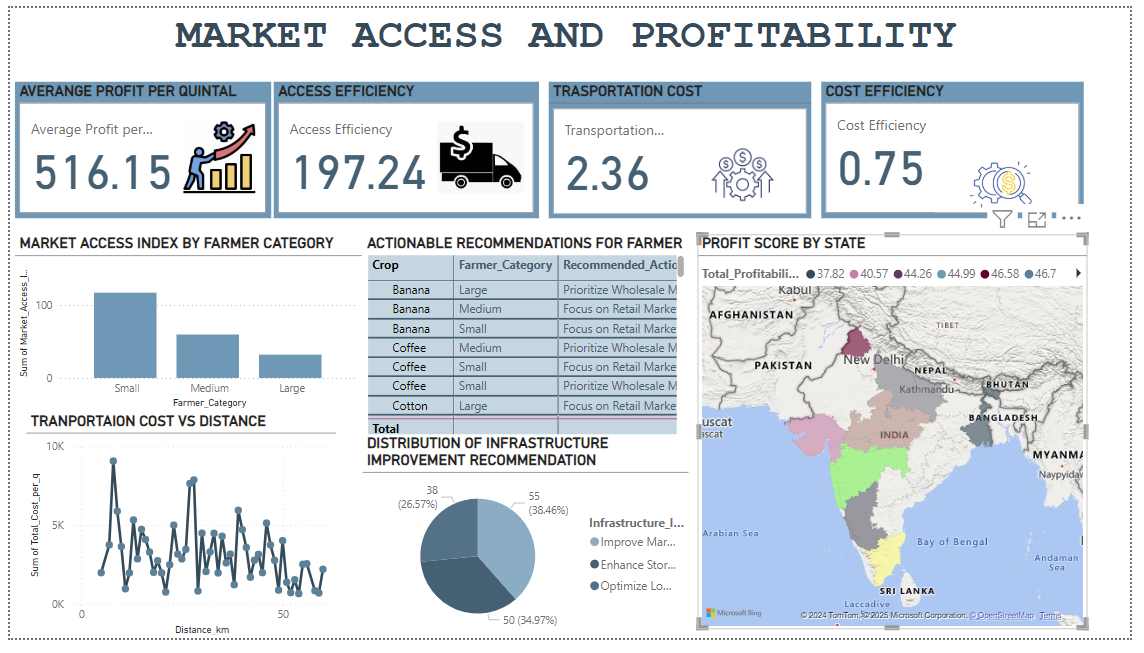 MARKET ACCESS AND PROFITABILITY
AVERANGE PROFIT PER QUINTAL
Average Profit per...
516.15
ACCESS EFFICIENCY
Access Efficiency
197.24
TRASPORTATION COST
Transportation...
2.36
COST EFFICIENCY
Cost Efficiency
0.75
MARKET ACCESS INDEX BY FARMER CATEGORY
Sum of Market_Access_I...
100
0
Small Medium Large
Farmer_Category
TRANPORTAION COST VS DISTANCE
Sum of Total_Cost_per_q
10K
5K
0K
0 50
Distance_km
ACTIONABLE RECOMMENDATIONS FOR FARMER
Crop Farmer_Category Recommended_Actio
Banana Large Prioritize Wholesale M
Banana Medium Focus on Retail Marke
Banana Small Focus on Retail Marke
Coffee Medium Prioritize Wholesale M
Coffee Small Focus on Retail Marke
Coffee Small Prioritize Wholesale M
Cotton Large Focus on Retail Marke
Total
DISTRIBUTION OF INFRASTRUCTURE
IMPROVEMENT RECOMMENDATION
38
(26.57%)
55
(38.46%)
50 (34.97%)
Infrastructure_I...
Improve Mar...
Enhance Stor...
Optimize Lo...
PROFIT SCORE BY STATE
Total_Profitabili... 37.82 40.57 44.26 44.99 46.58 46.7
Kabul
AFGHANISTAN
TIBET
PAKISTAN
New Delhi
NEPAL
Kathmandu
BHUTAN
uscat
ascat
BANGLADESH
INDIA
MYANMA
Naypyidaw
Arabian Sea
Bay of Bengal
Andaman
Sea
SRI LANKA
Laccadive
Microsoft Bing
© 2024 TomTom, © 2025 Microsoft Corporation, © OpenStreetMap Terms